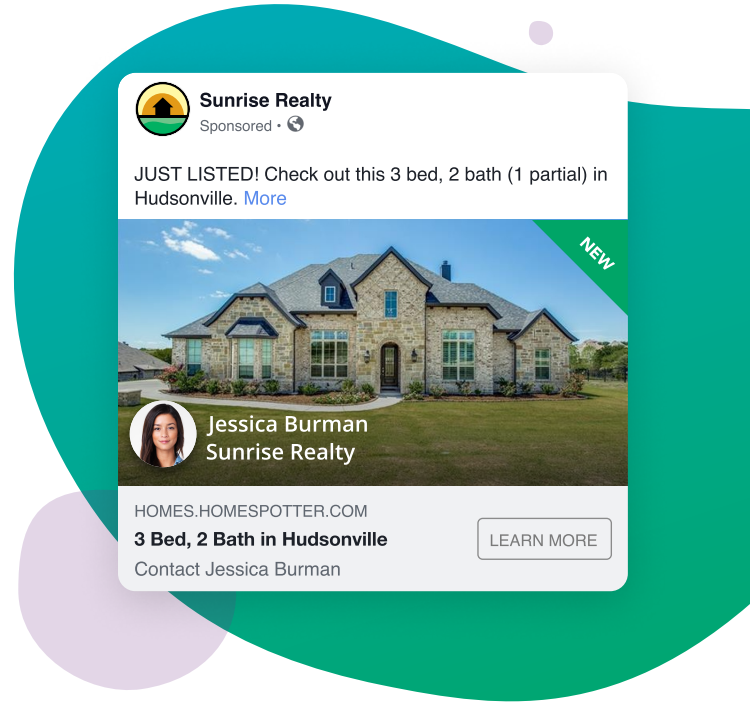 Sunrise Realty
Sponsored •
JUST LISTED! Check out this 3 bed, 2 bath (1 partial) in
Hudsonville. More
NEW
Jessica Burman
Sunrise Realty
HOMES.HOMESPOTTER.COM
3 Bed, 2 Bath in Hudsonville
LEARN MORE
Contact Jessica Burman